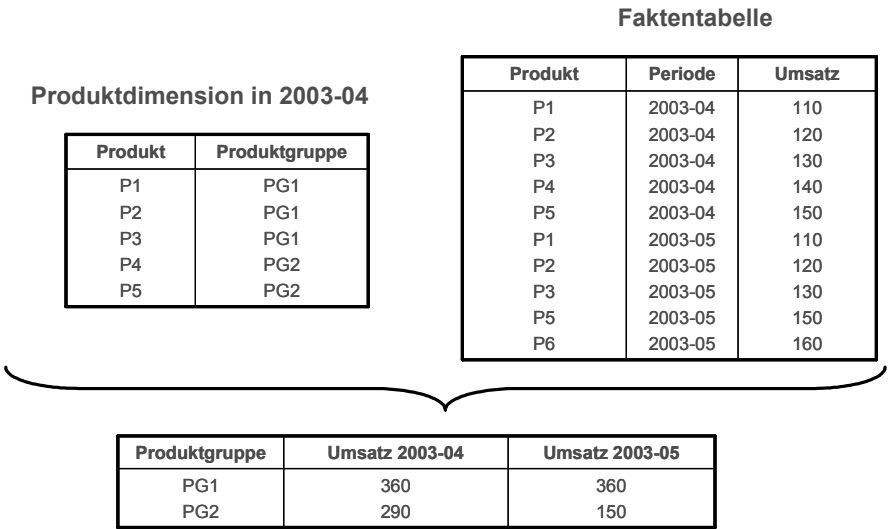 Produktdimension in 2003-04
Produkt Produktgruppe
P1 PG1
P2 PG1
P3 PG1
P4 PG2
P5 PG2
Faktentabelle
Produkt Periode Umsatz
P1 2003-04 110
P2 2003-04 120
P3 2003-04 130
P4 2003-04 140
P5 2003-04 150
P1 2003-05 110
P2 2003-05 120
P3 2003-05 130
P5 2003-05 150
P6 2003-05 160
Produktgruppe Umsatz 2003-04 Umsatz 2003-05
PG1 360 360
PG2 290 150